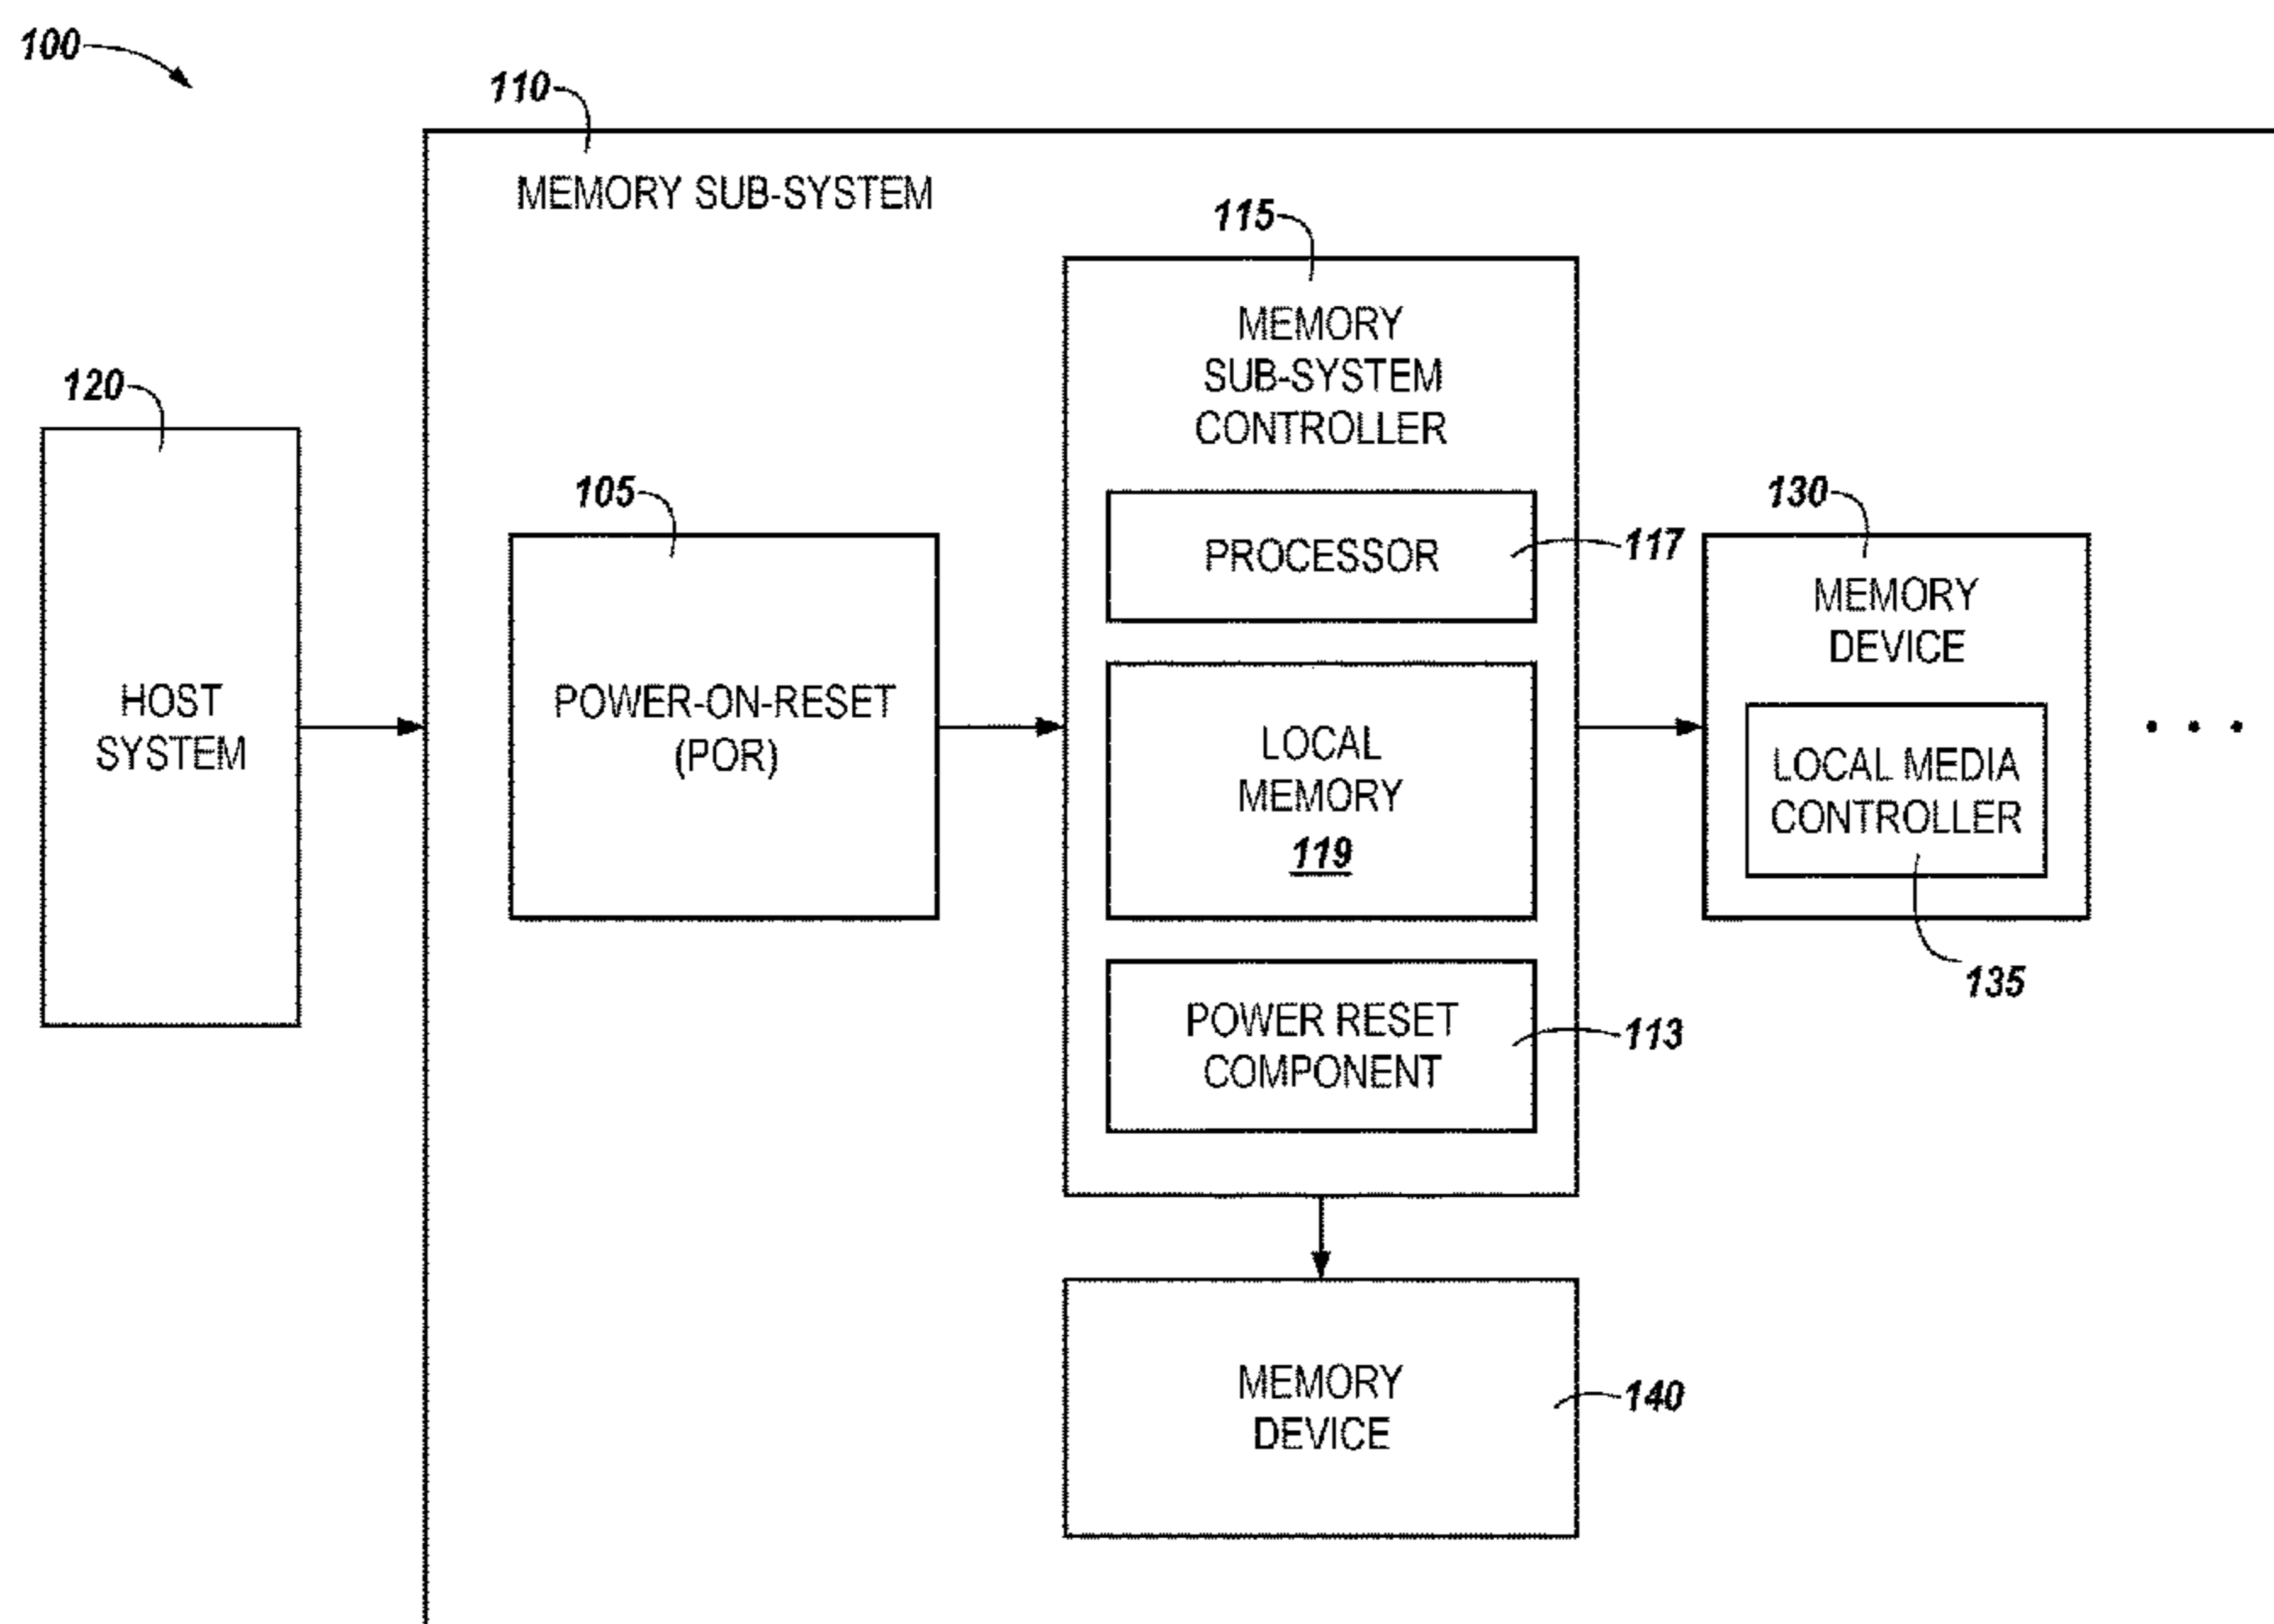 100
110
MEMORY SUB-SYSTEM
115
MEMORY
SUB-SYSTEM
CONTROLLER
120
HOST
SYSTEM
105
POWER-ON-RESET
(POR)
PROCESSOR
117
LOCAL
MEMORY
119
POWER RESET
COMPONENT
113
130
MEMORY
DEVICE
LOCAL MEDIA
CONTROLLER
135
. . .
MEMORY
DEVICE
140